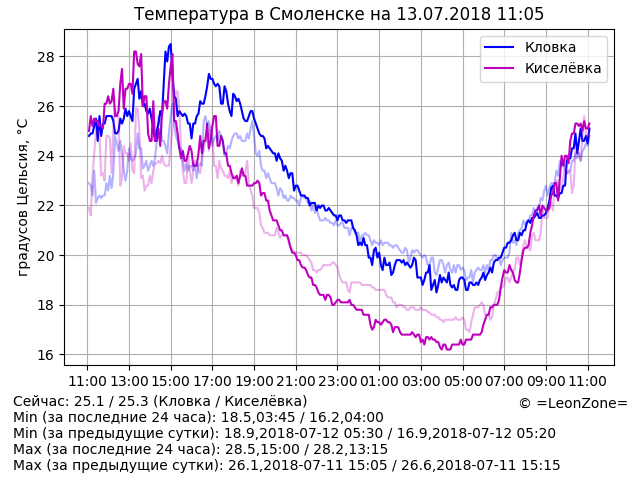 Температура в Смоленске на 13.07.2018 11:05
Кловка
Киселёвка
градусов Цельсия, °C
28
26
24
22
20
18
16
11:00 13:00 15:00 17:00 19:00 21:00 23:00 01:00 03:00 05:00 07:00 09:00 11:00
Сейчас: 25.1 / 25.3 (Кловка / Киселёвка)
© =LeonZone=
Min (за последние 24 часа): 18.5,03:45 / 16.2,04:00
Min (за предыдущие сутки): 18.9,2018-07-12 05:30 / 16.9,2018-07-12 05:20
Max (за последние 24 часа): 28.5,15:00 / 28.2,13:15
Max (за предыдущие сутки): 26.1,2018-07-11 15:05 / 26.6,2018-07-11 15:15